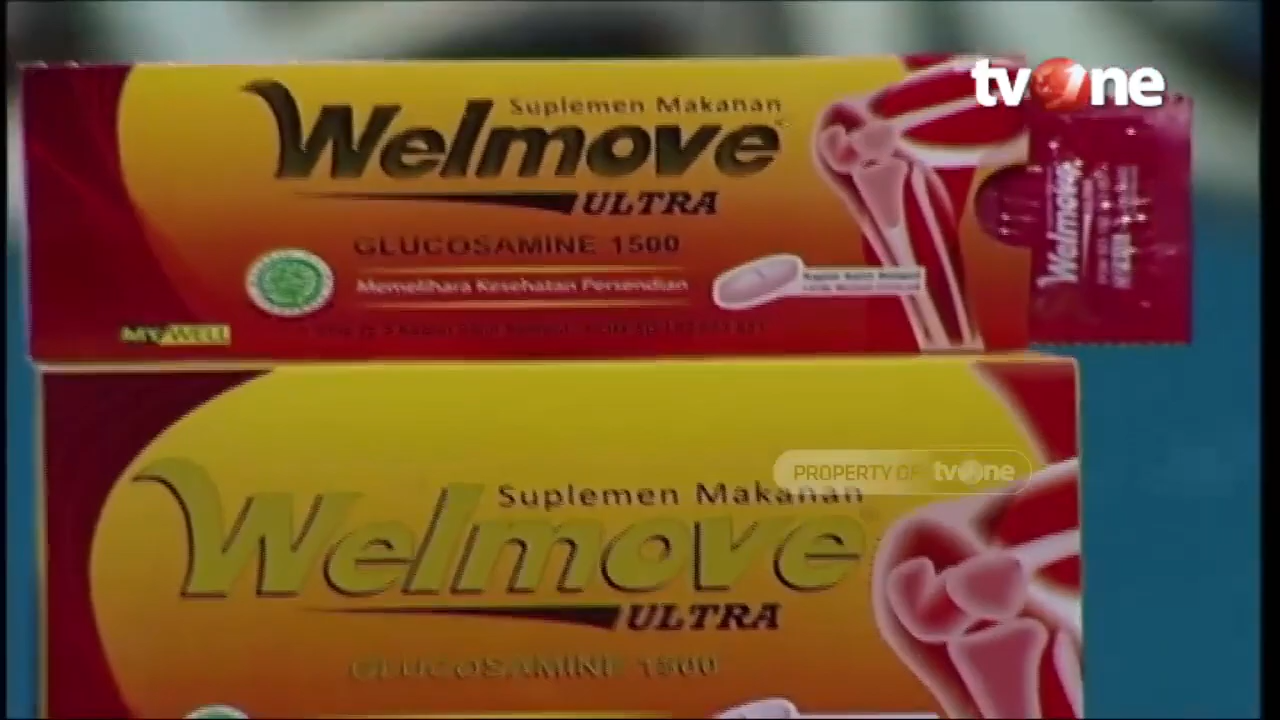 tvOne
Suplemen Makanan
Welmove
ULTRA
GLUCOSAMINE 1500
Memelihara Kesehatan Persendian
MY WELL
Welmove
PROPERTY OF tvOne
Suplemen Makanan
Welmove
ULTRA
GLUCOSAMINE 1500